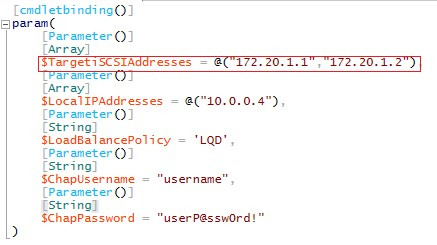 [cmdletbinding()]
param(
[Parameter()]
[Array]
$TargetiSCSIAddresses = @("172.20.1.1","172.20.1.2"),
[Parameter()]
[Array]
$LocalIPAddresses = @("10.0.0.4"),
[Parameter()]
[String]
$LoadBalancePolicy = 'LQD',
[Parameter()]
[String]
$ChapUsername = "username",
[Parameter()]
[String]
$ChapPassword = "userP@ssw0rd!"
)